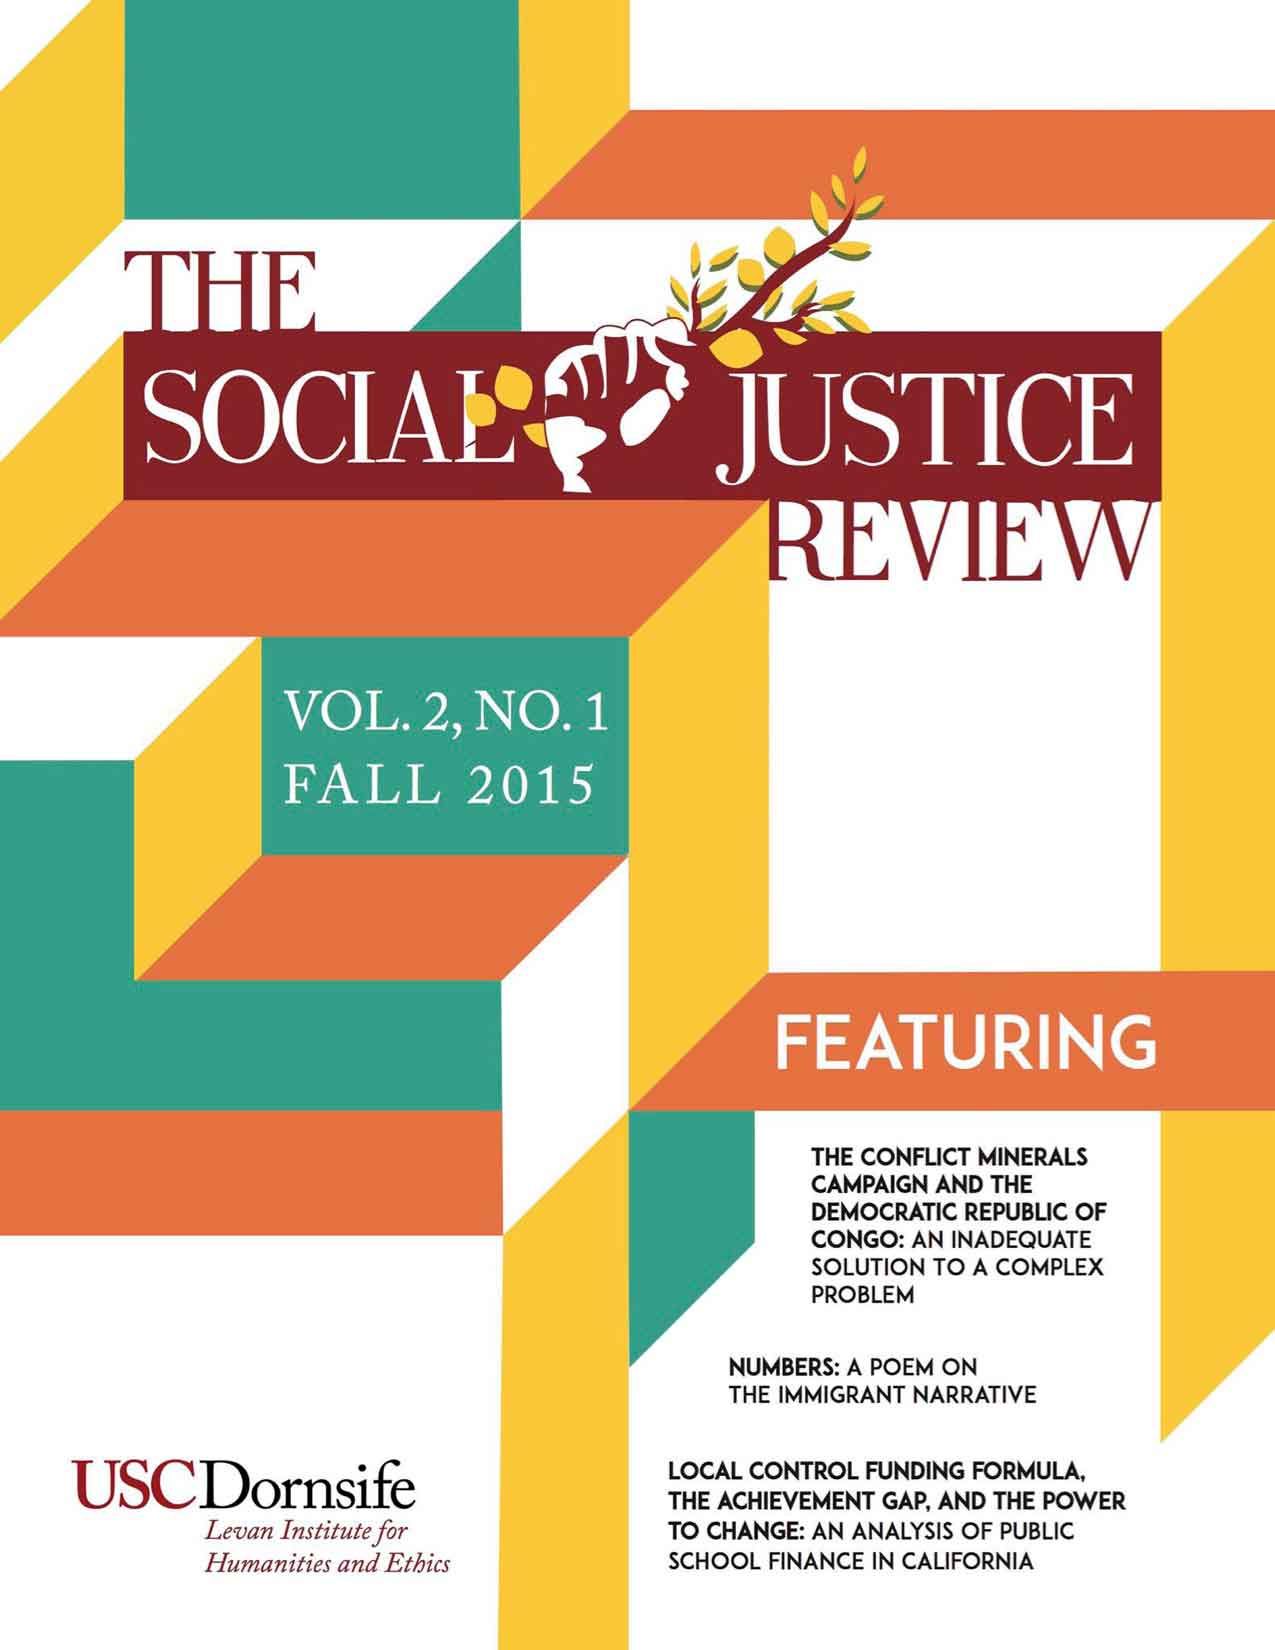 THE
SOCIAL JUSTICE
REVIEW
VOL. 2, NO. 1
FALL 2015
FEATURING
THE CONFLICT MINERALS
CAMPAIGN AND THE
DEMOCRATIC REPUBLIC OF
CONGO: AN INADEQUATE
SOLUTION TO A COMPLEX
PROBLEM
NUMBERS: A POEM ON
THE IMMIGRANT NARRATIVE
LOCAL CONTROL FUNDING FORMULA,
THE ACHIEVEMENT GAP, AND THE POWER
TO CHANGE: AN ANALYSIS OF PUBLIC
SCHOOL FINANCE IN CALIFORNIA
USCDornsife
Levan Institute for
Humanities and Ethics